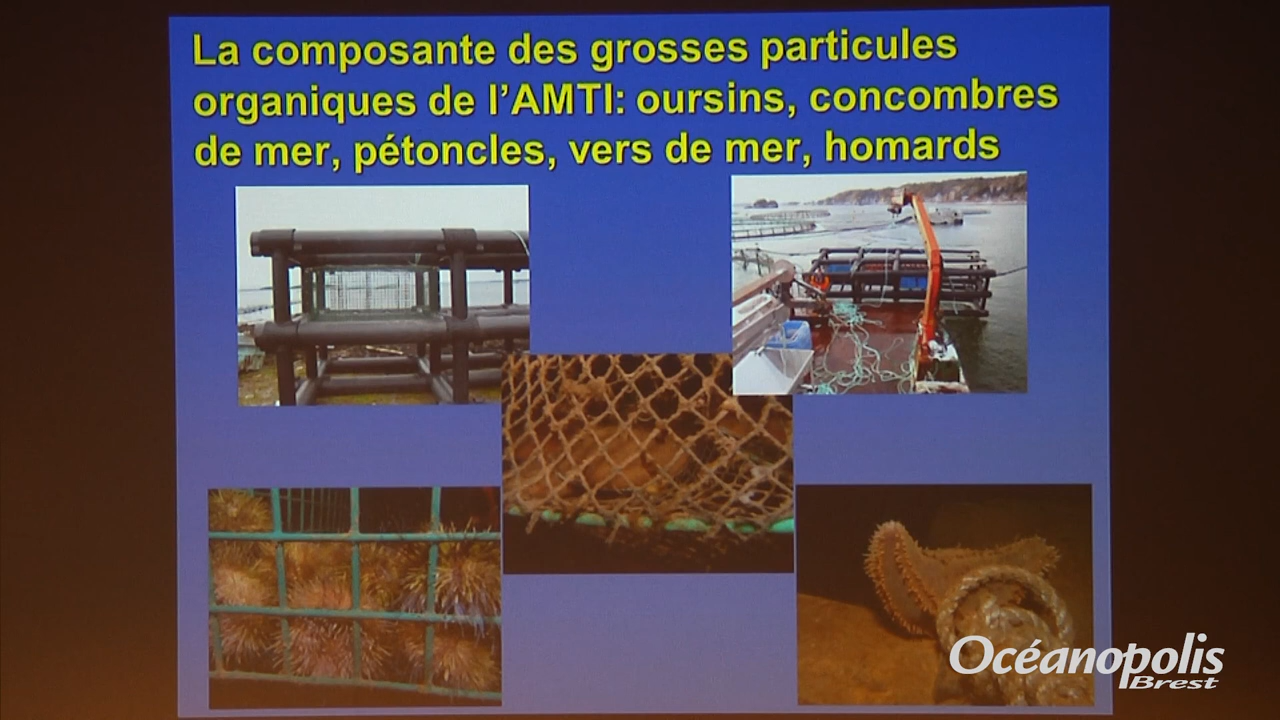 La composante des grosses particules
organiques de l’AMTI: oursins, concombres
de mer, pétoncles, vers de mer, homards
Océanopolis
Brest